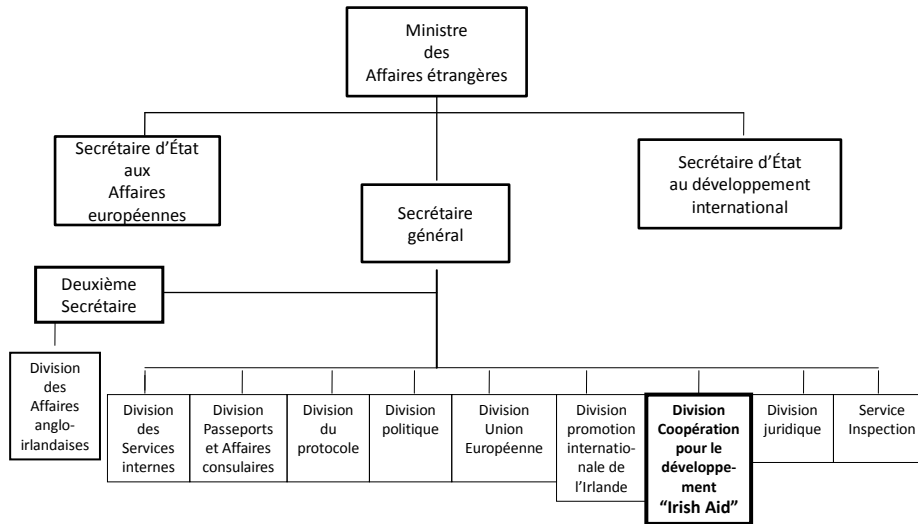 Ministre
des
Affaires étrangères
Secrétaire d’État
aux
Affaires
européennes
Secrétaire
général
Secrétaire d’État
au développement
international
Deuxième
Secrétaire
Division
des
Affaires
anglo-
irlandaises
Division
des
Services
internes
Division
Passeports
et Affaires
consulaires
Division
du
protocole
Division
politique
Division
Union
Européenne
Division
promotion
internatio-
nale de
l’Irlande
Division
Coopération
pour le
développe-
ment
“Irish Aid”
Division
juridique
Service
Inspection